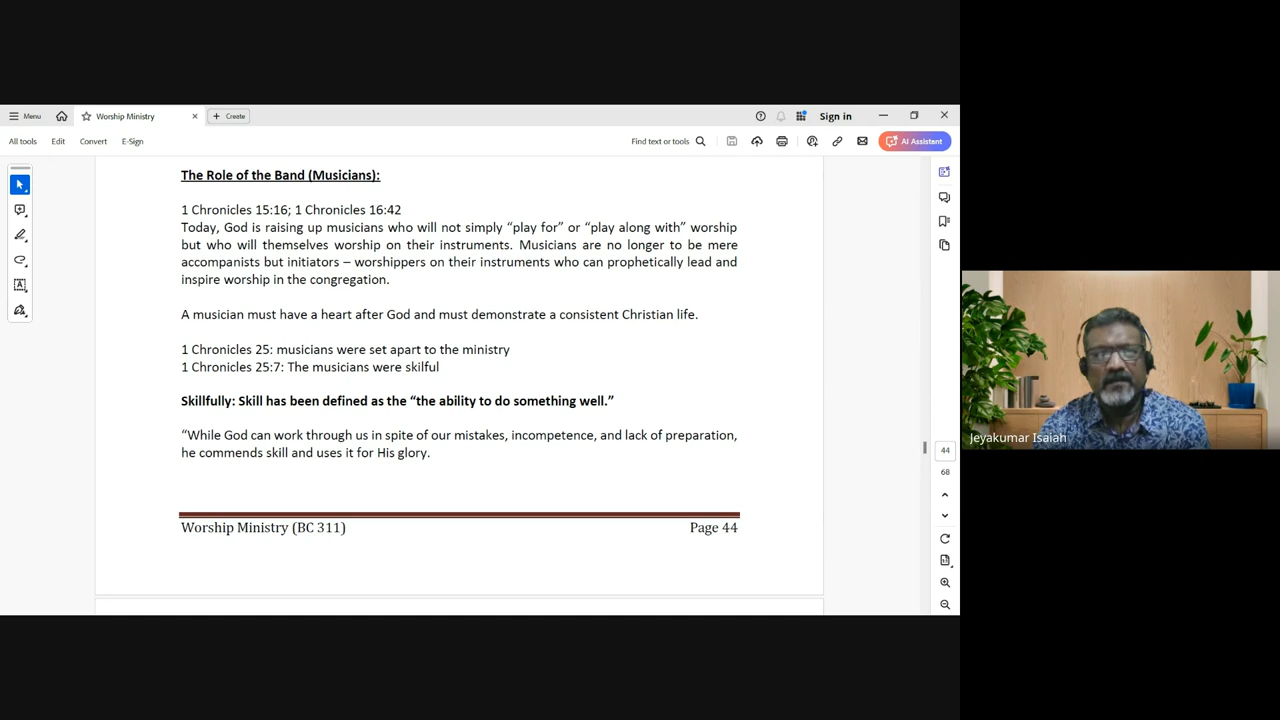 Menu
Worship Ministry
Create
Sign in
All tools
Edit
Convert
E-Sign
Find text or tools
AI Assistant
The Role of the Band (Musicians):
1 Chronicles 15:16; 1 Chronicles 16:42
Today, God is raising up musicians who will not simply “play for” or “play along with” worship
but who will themselves worship on their instruments. Musicians are no longer to be mere
accompanists but initiators – worshippers on their instruments who can prophetically lead and
inspire worship in the congregation.
A musician must have a heart after God and must demonstrate a consistent Christian life.
1 Chronicles 25: musicians were set apart to the ministry
1 Chronicles 25:7: The musicians were skilful
Skillfully: Skill has been defined as the “the ability to do something well.”
“While God can work through us in spite of our mistakes, incompetence, and lack of preparation,
he commends skill and uses it for His glory.
Worship Ministry (BC 311)
Page 44
44
68
Jeyakumar Isaiah